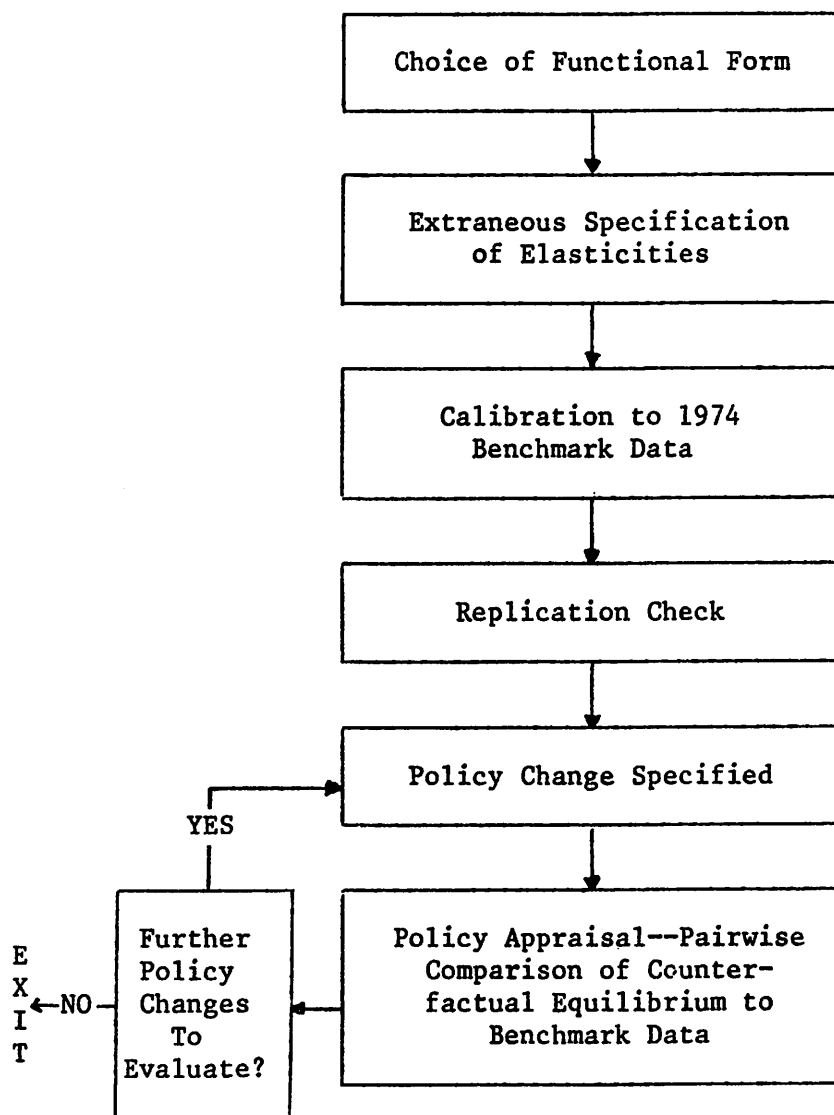 Choice of Functional Form
Extraneous Specification
of Elasticities
Calibration to 1974
Benchmark Data
Replication Check
Policy Change Specified
YES
Policy Appraisal--Pairwise
Comparison of Counter-
factual Equilibrium to
Benchmark Data
Further
Policy
Changes
To
Evaluate?
NO
E
X
I
T